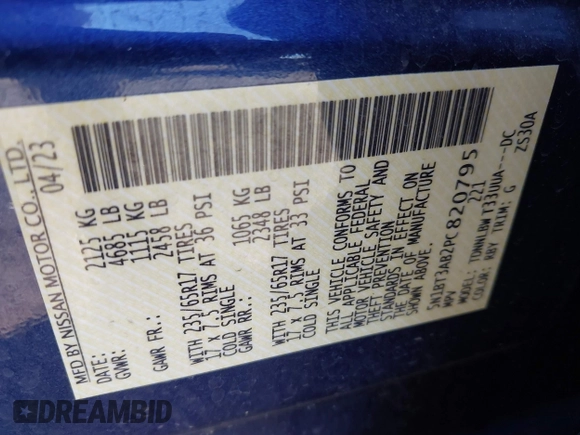 MFD BY NISSAN MOTOR CO., LTD.
DATE: 04/23
GVWR: 2125 KG
4685 LB
GAWR FR.: 1115 KG
2458 LB
WITH 235/65R17 TIRES
17 X 7.5 RIMS AT 36 PSI
COLD SINGLE
GAWR RR.: 1065 KG
2348 LB
WITH 235/65R17 TIRES
17 X 7.5 RIMS AT 33 PSI
COLD SINGLE
THIS VEHICLE CONFORMS TO
ALL APPLICABLE FEDERAL
MOTOR VEHICLE SAFETY AND
THEFT PREVENTION
STANDARDS IN EFFECT ON
THE DATE OF MANUFACTURE
SHOWN ABOVE.
5N1BT3AB2PC820795
MPV 221
MODEL: TDWNLBW T33UUA---DC
COLOR: RBY TRIM: G ZS30A
DREAMBID